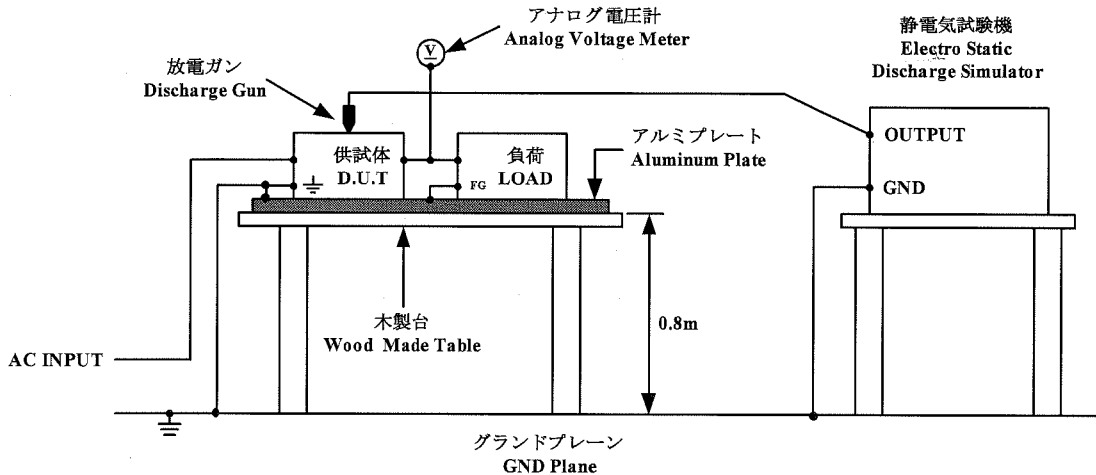 アナログ電圧計
Analog Voltage Meter
静電気試験機
Electro Static
Discharge Simulator
放電ガン
Discharge Gun
V
OUTPUT
GND
アルミプレート
Aluminum Plate
供試体
D.U.T
負荷
LOAD
FG
0.8m
木製台
Wood Made Table
AC INPUT
グランドプレーン
GND Plane